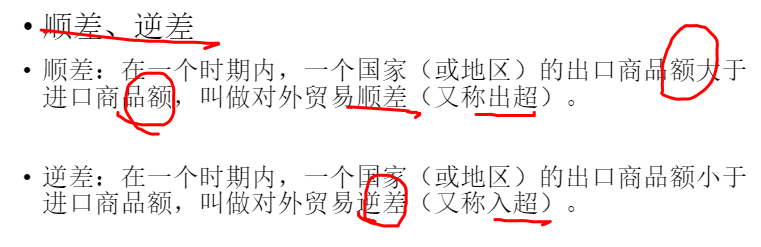 • 顺差、逆差
• 顺差：在一个时期内，一个国家（或地区）的出口商品额大于
进口商品额，叫做对外贸易顺差（又称出超）。
• 逆差：在一个时期内，一个国家（或地区）的出口商品额小于
进口商品额，叫做对外贸易逆差（又称入超）。